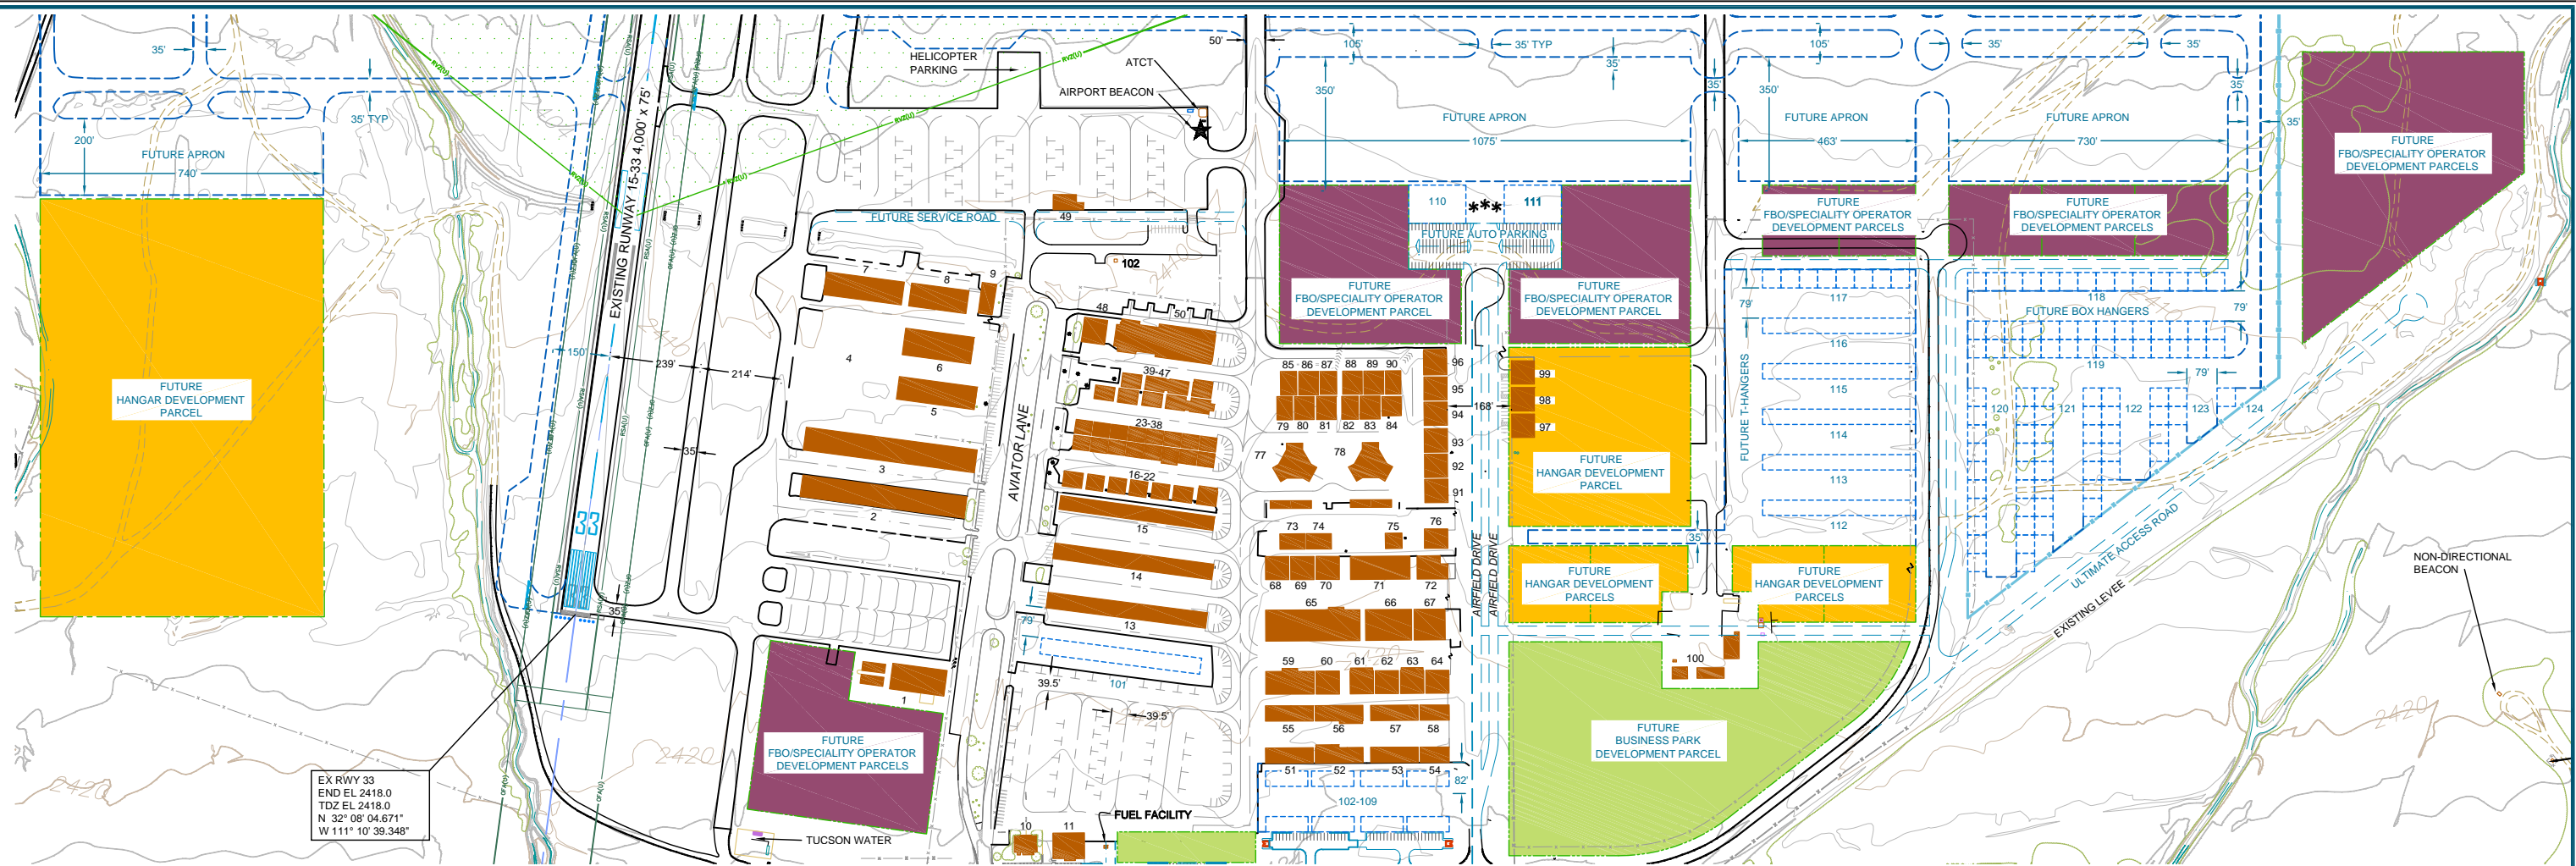 35'
35' TYP
200'
FUTURE APRON
740'
FUTURE
HANGAR DEVELOPMENT
PARCEL
RVZ(U)
RVZ(U)
RVZ(U)
RVZ(U)
RVZ(U)
EXISTING RUNWAY 15-33 4,000' x 75'
150'
239'
214'
35'
33
35'
EX RWY 33
END EL 2418.0
TDZ EL 2418.0
N 32° 08' 04.671"
W 111° 10' 39.348"
2420
2420
HELICOPTER
PARKING
ATCT
AIRPORT BEACON
50'
FUTURE SERVICE ROAD
49
102
2420
7
8
9
4
6
5
3
2
1
AVIATOR LANE
48
50
39-47
23-38
16-22
15
14
13
79'
101
39.5'
39.5'
FUTURE
FBO/SPECIALITY OPERATOR
DEVELOPMENT PARCELS
TUCSON WATER
10
11
FUEL FACILITY
105'
35' TYP
35'
350'
FUTURE APRON
1075'
35'
110
***
111
FUTURE AUTO PARKING
FUTURE
FBO/SPECIALITY OPERATOR
DEVELOPMENT PARCEL
FUTURE
FBO/SPECIALITY OPERATOR
DEVELOPMENT PARCEL
85 86 87 88 89 90
79 80 81 82 83 84
96
95
94
93
92
91
168'
99
98
97
77
78
73 74 75 76
68 69 70 71 72
65 66 67
2420
59 60 61 62 63 64
55 56 57 58
51 52 53 54
82'
102-109
AIRFIELD DRIVE
AIRFIELD DRIVE
FUTURE
HANGAR DEVELOPMENT
PARCEL
35'
FUTURE
HANGAR DEVELOPMENT
PARCELS
FUTURE
HANGAR DEVELOPMENT
PARCELS
100
FUTURE
BUSINESS PARK
DEVELOPMENT PARCEL
105'
35'
35'
350'
FUTURE APRON
463'
FUTURE APRON
730'
35'
35'
FUTURE
FBO/SPECIALITY OPERATOR
DEVELOPMENT PARCELS
FUTURE
FBO/SPECIALITY OPERATOR
DEVELOPMENT PARCELS
FUTURE
FBO/SPECIALITY OPERATOR
DEVELOPMENT PARCELS
79'
FUTURE T-HANGERS
117
116
115
114
113
112
118
FUTURE BOX HANGERS
79'
119
79'
120
121
122
123
124
ULTIMATE ACCESS ROAD
EXISTING LEVEE
NON-DIRECTIONAL
BEACON
2420